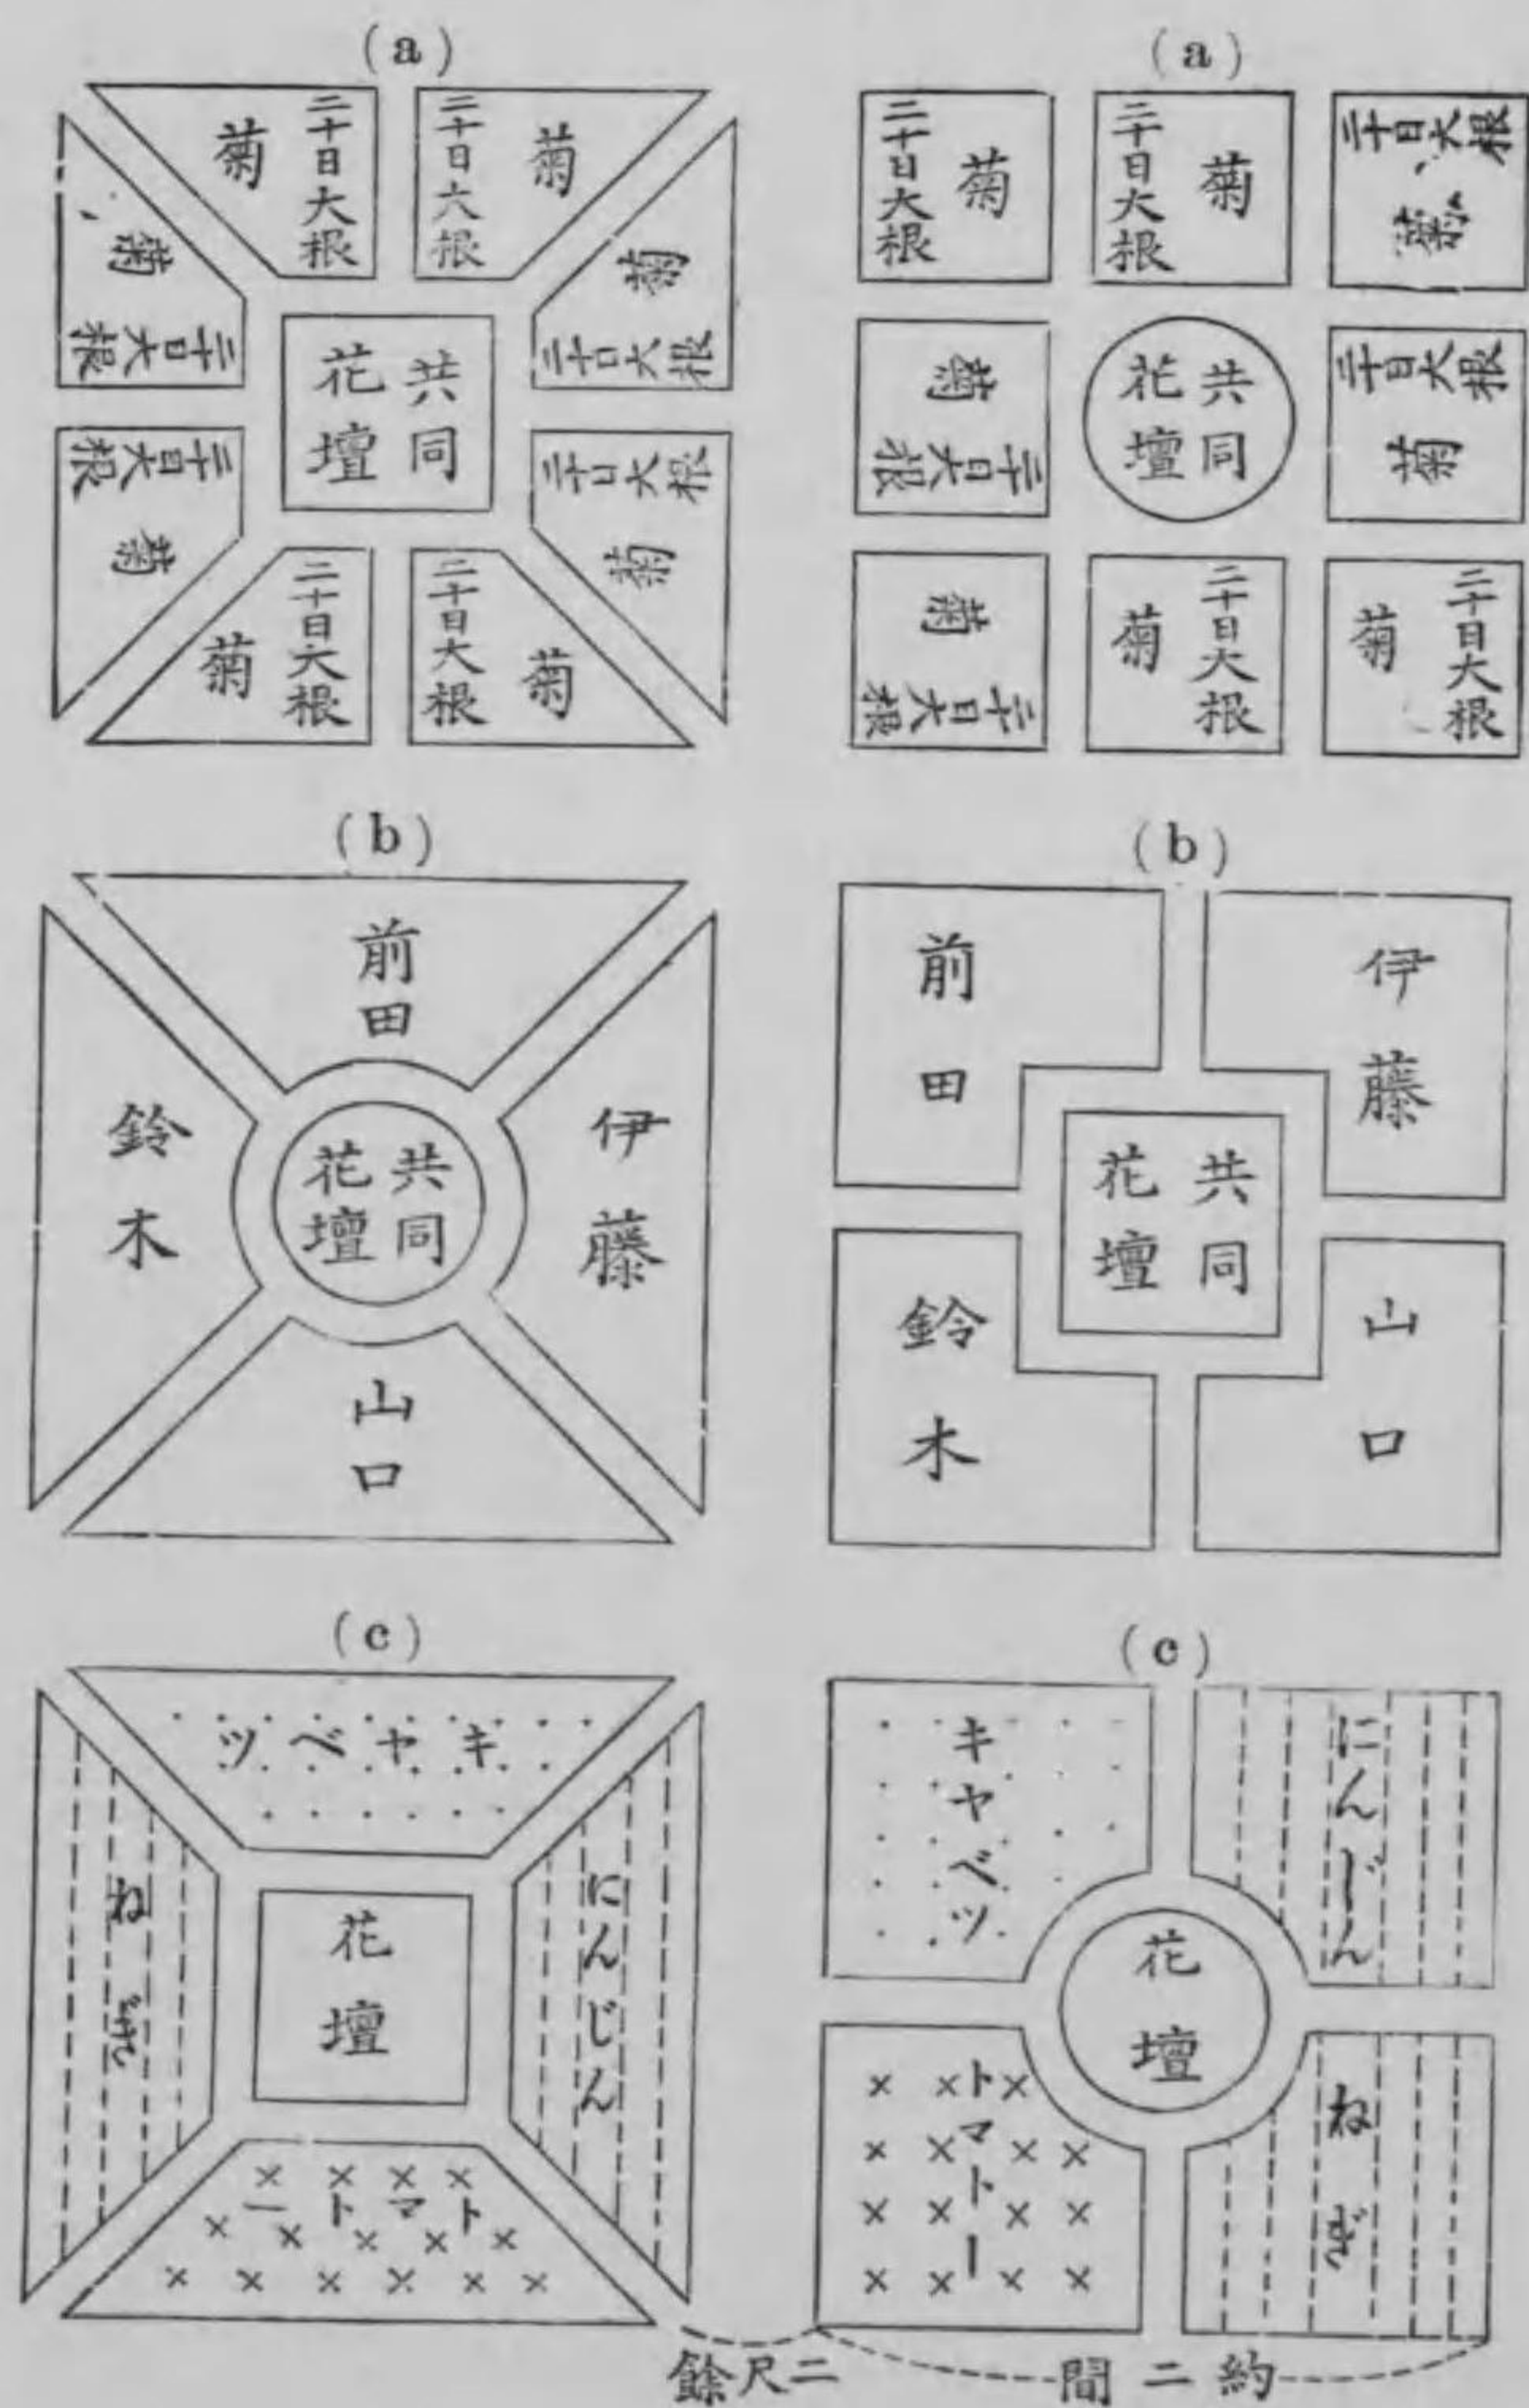 (a)
菊 二十日大根
二十日六根 菊
菊
二十日大根
菊
二十日大根
共同
花壇
二十日大根
菊
二十日大根
菊
菊 二十日大根
二十日大根 菊
(a)
二十日大根 菊
二十日大根 菊
二十日大根
菊
菊
二十日大根
共同
花壇
二十日大根
菊
菊
二十日大根
二十日大根
菊
二十日大根
菊
(b)
前田
鈴木
共同
花壇
伊藤
山口
(b)
前田
伊藤
共同
花壇
鈴木
山口
(c)
キャベツ
ねぎ
花壇
にんじん
トマトー
(c)
キャベツ
にんじん
花壇
トマトー
ねぎ
二尺餘
約二間